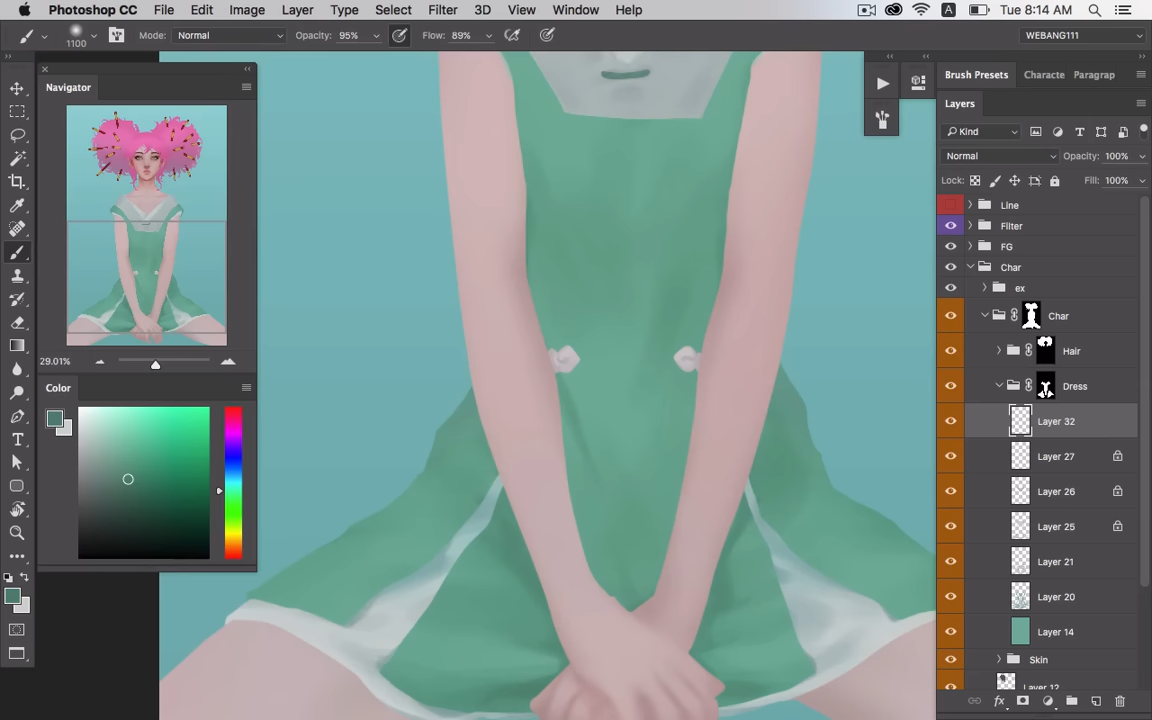 Photoshop CC File Edit Image Layer Type Select Filter 3D View Window Help A Tue 8:14 AM
1100 Mode: Normal Opacity: 95% Flow: 89% WEBANG111
Navigator
29.01%
Color
Brush Presets Characte Paragrap
Layers
Kind
Normal Opacity: 100%
Lock: Fill: 100%
Line
Filter
FG
Char
ex
Char
Hair
Dress
Layer 32
Layer 27
Layer 26
Layer 25
Layer 21
Layer 20
Layer 14
Skin
Layer 12
fx